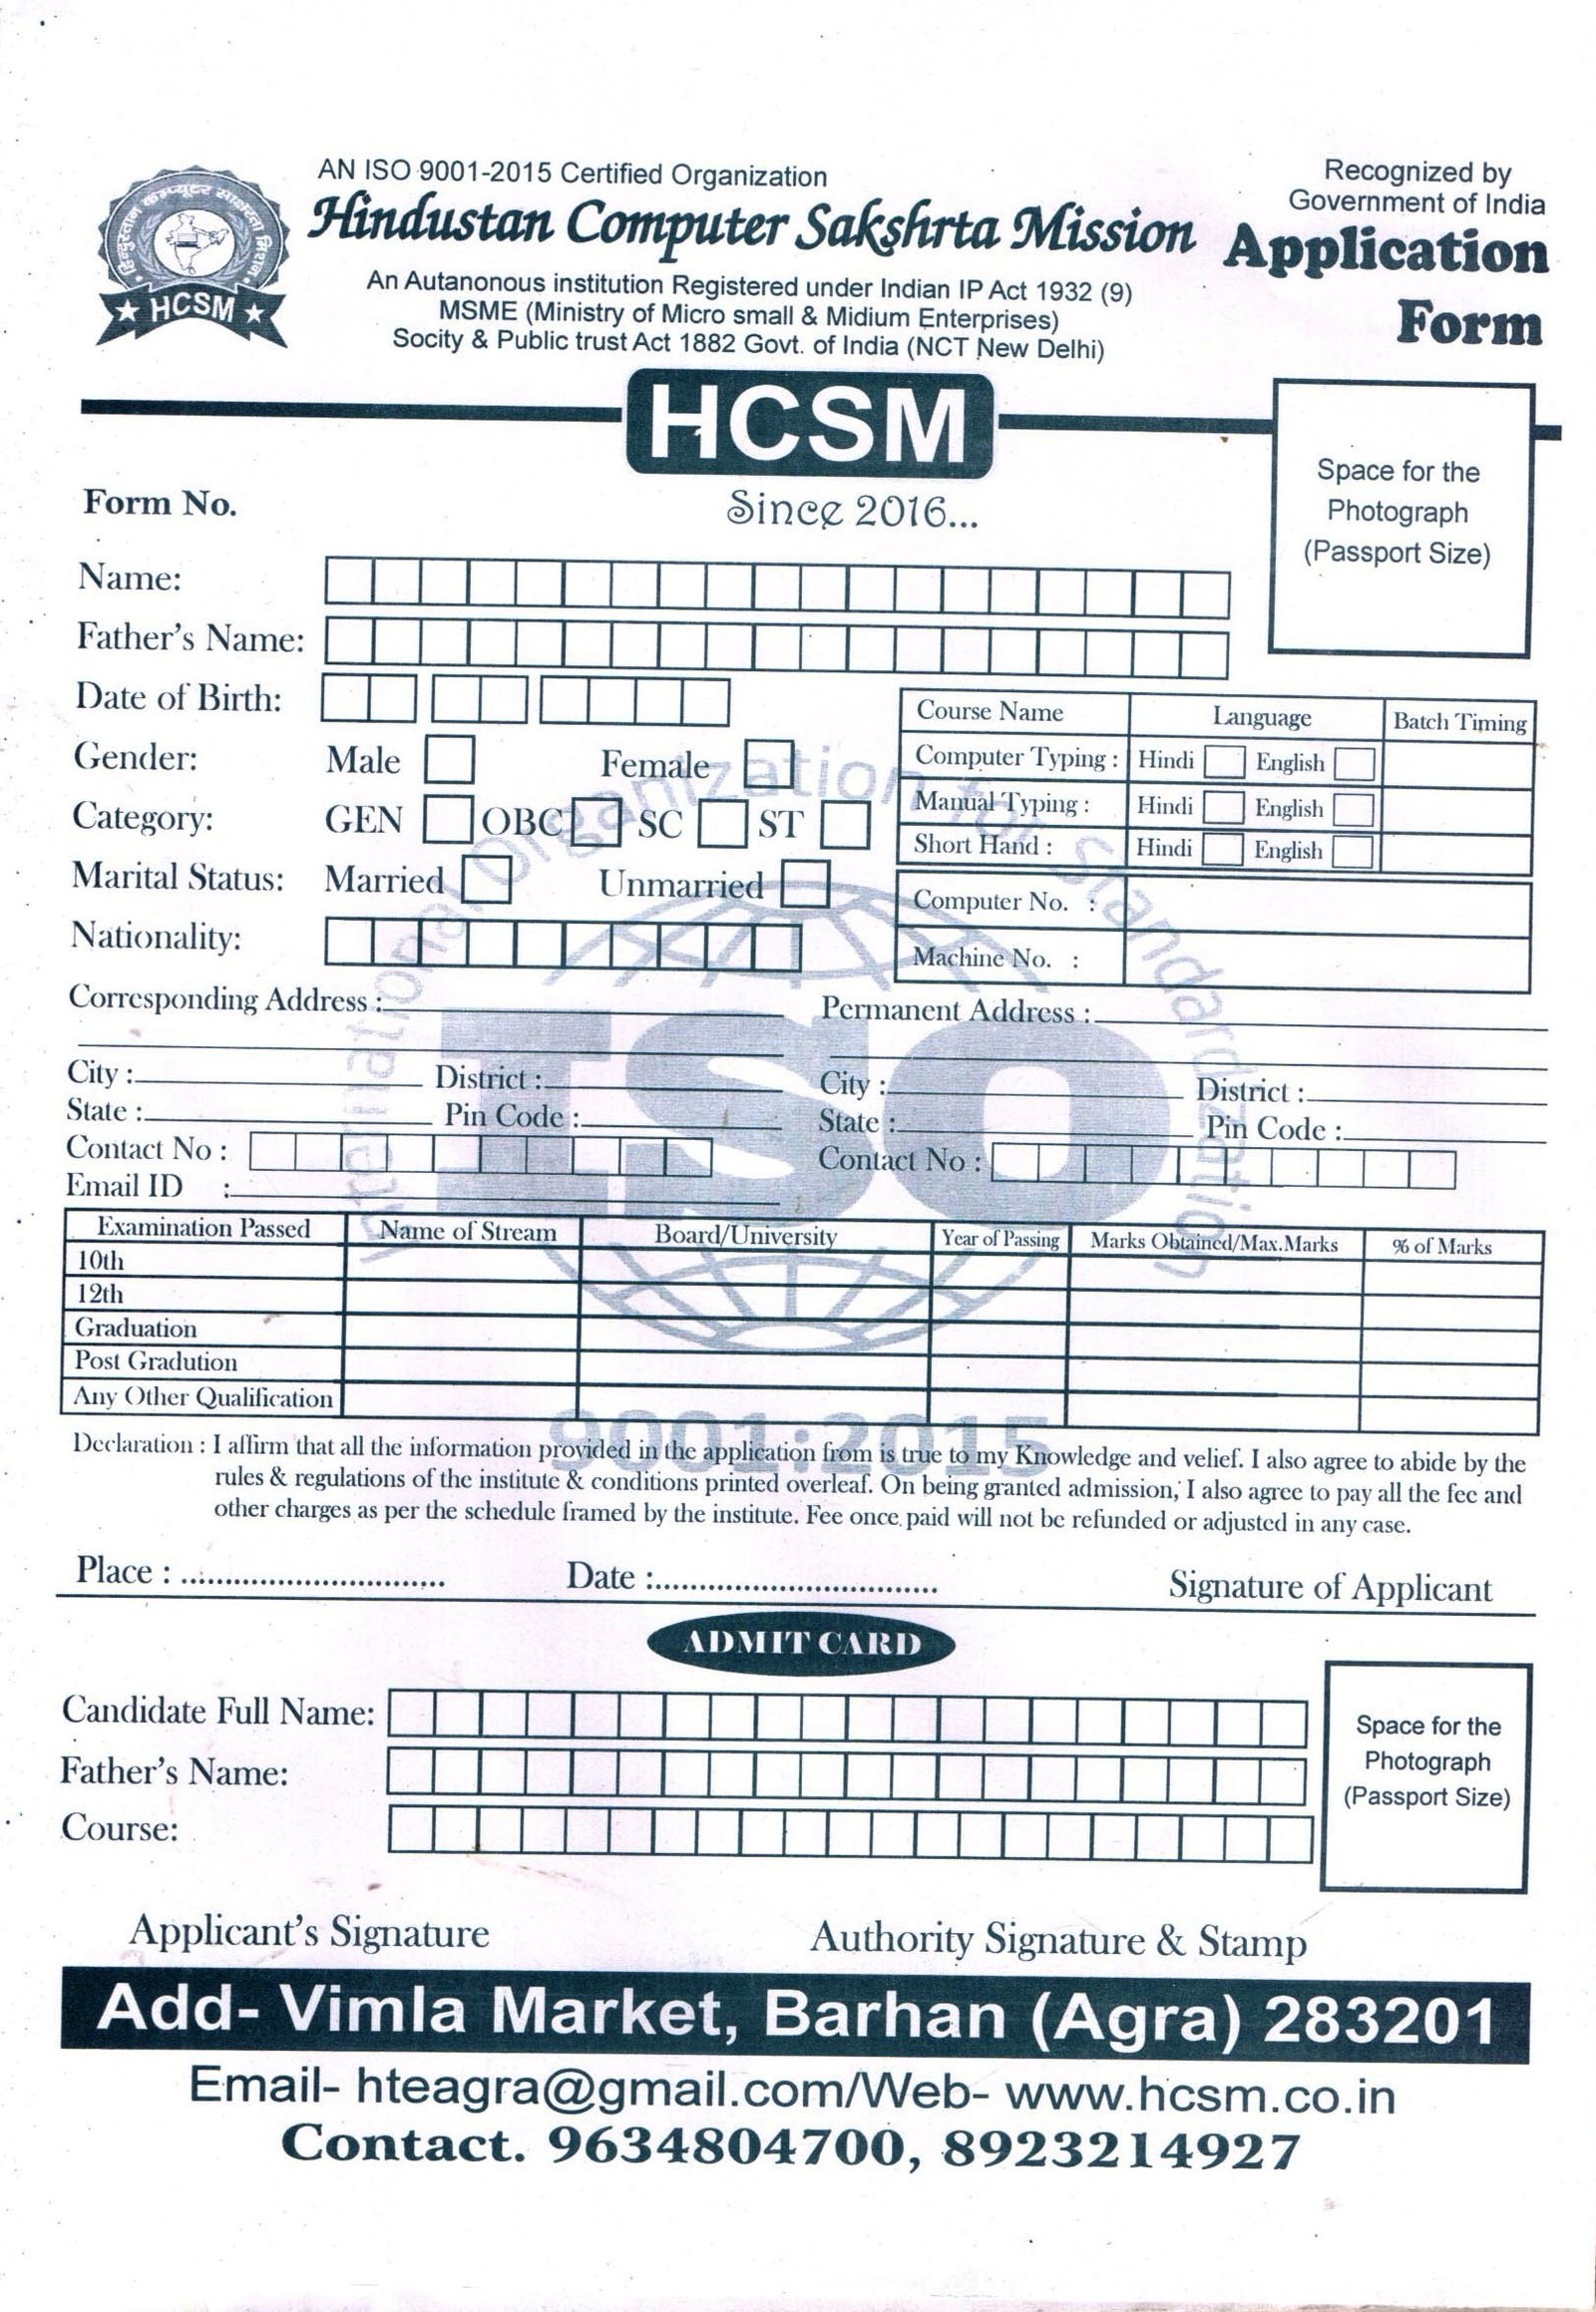 AN ISO 9001-2015 Certified Organization
Recognized by
Government of India
Hindustan Computer Sakshrta Mission
Application
Form
हिन्दुस्तान कम्प्यूटर साक्षरता मिशन
HCSM
An Autanonous institution Registered under Indian IP Act 1932 (9)
MSME (Ministry of Micro small & Midium Enterprises)
Socity & Public trust Act 1882 Govt. of India (NCT New Delhi)
HCSM
Since 2016...
Space for the
Photograph
(Passport Size)
Form No.
Name:
Father's Name:
Date of Birth:
Gender: Male Female
Category: GEN OBC SC ST
Marital Status: Married Unmarried
Nationality:
Course Name Language Batch Timing
Computer Typing : Hindi English
Manual Typing : Hindi English
Short Hand : Hindi English
Computer No. :
Machine No. :
International Organization for Standardization
ISO
9001:2015
Corresponding Address : Permanent Address :
City : District : City : District :
State : Pin Code : State : Pin Code :
Contact No : Contact No :
Email ID :
Examination Passed Name of Stream Board/University Year of Passing Marks Obtained/Max.Marks % of Marks
10th
12th
Graduation
Post Gradution
Any Other Qualification
Declaration : I affirm that all the information provided in the application from is true to my Knowledge and velief. I also agree to abide by the
rules & regulations of the institute & conditions printed overleaf. On being granted admission, I also agree to pay all the fee and
other charges as per the schedule framed by the institute. Fee once paid will not be refunded or adjusted in any case.
Place : ............................. Date :............................... Signature of Applicant
ADMIT CARD
Candidate Full Name:
Father's Name:
Course:
Space for the
Photograph
(Passport Size)
Applicant's Signature Authority Signature & Stamp
Add- Vimla Market, Barhan (Agra) 283201
Email- hteagra@gmail.com/Web- www.hcsm.co.in
Contact. 9634804700, 8923214927